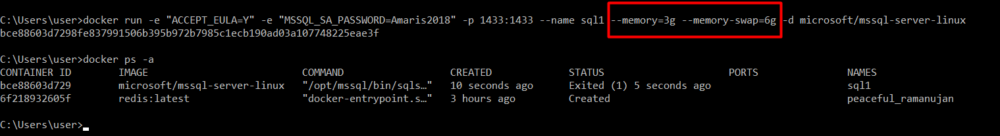 C:\Users\user>docker run -e "ACCEPT_EULA=Y" -e "MSSQL_SA_PASSWORD=Amaris2018" -p 1433:1433 --name sql1 --memory=3g --memory-swap=6g -d microsoft/mssql-server-linux
bce88603d7298fe837991506b395b972b7985c1ecb190ad03a107748225eae3f
C:\Users\user>docker ps -a
CONTAINER ID IMAGE COMMAND CREATED STATUS PORTS NAMES
bce88603d729 microsoft/mssql-server-linux "/opt/mssql/bin/sqls…" 10 seconds ago Exited (1) 5 seconds ago sql1
6f218932605f redis:latest "docker-entrypoint.s…" 3 hours ago Created peaceful_ramanujan
C:\Users\user>